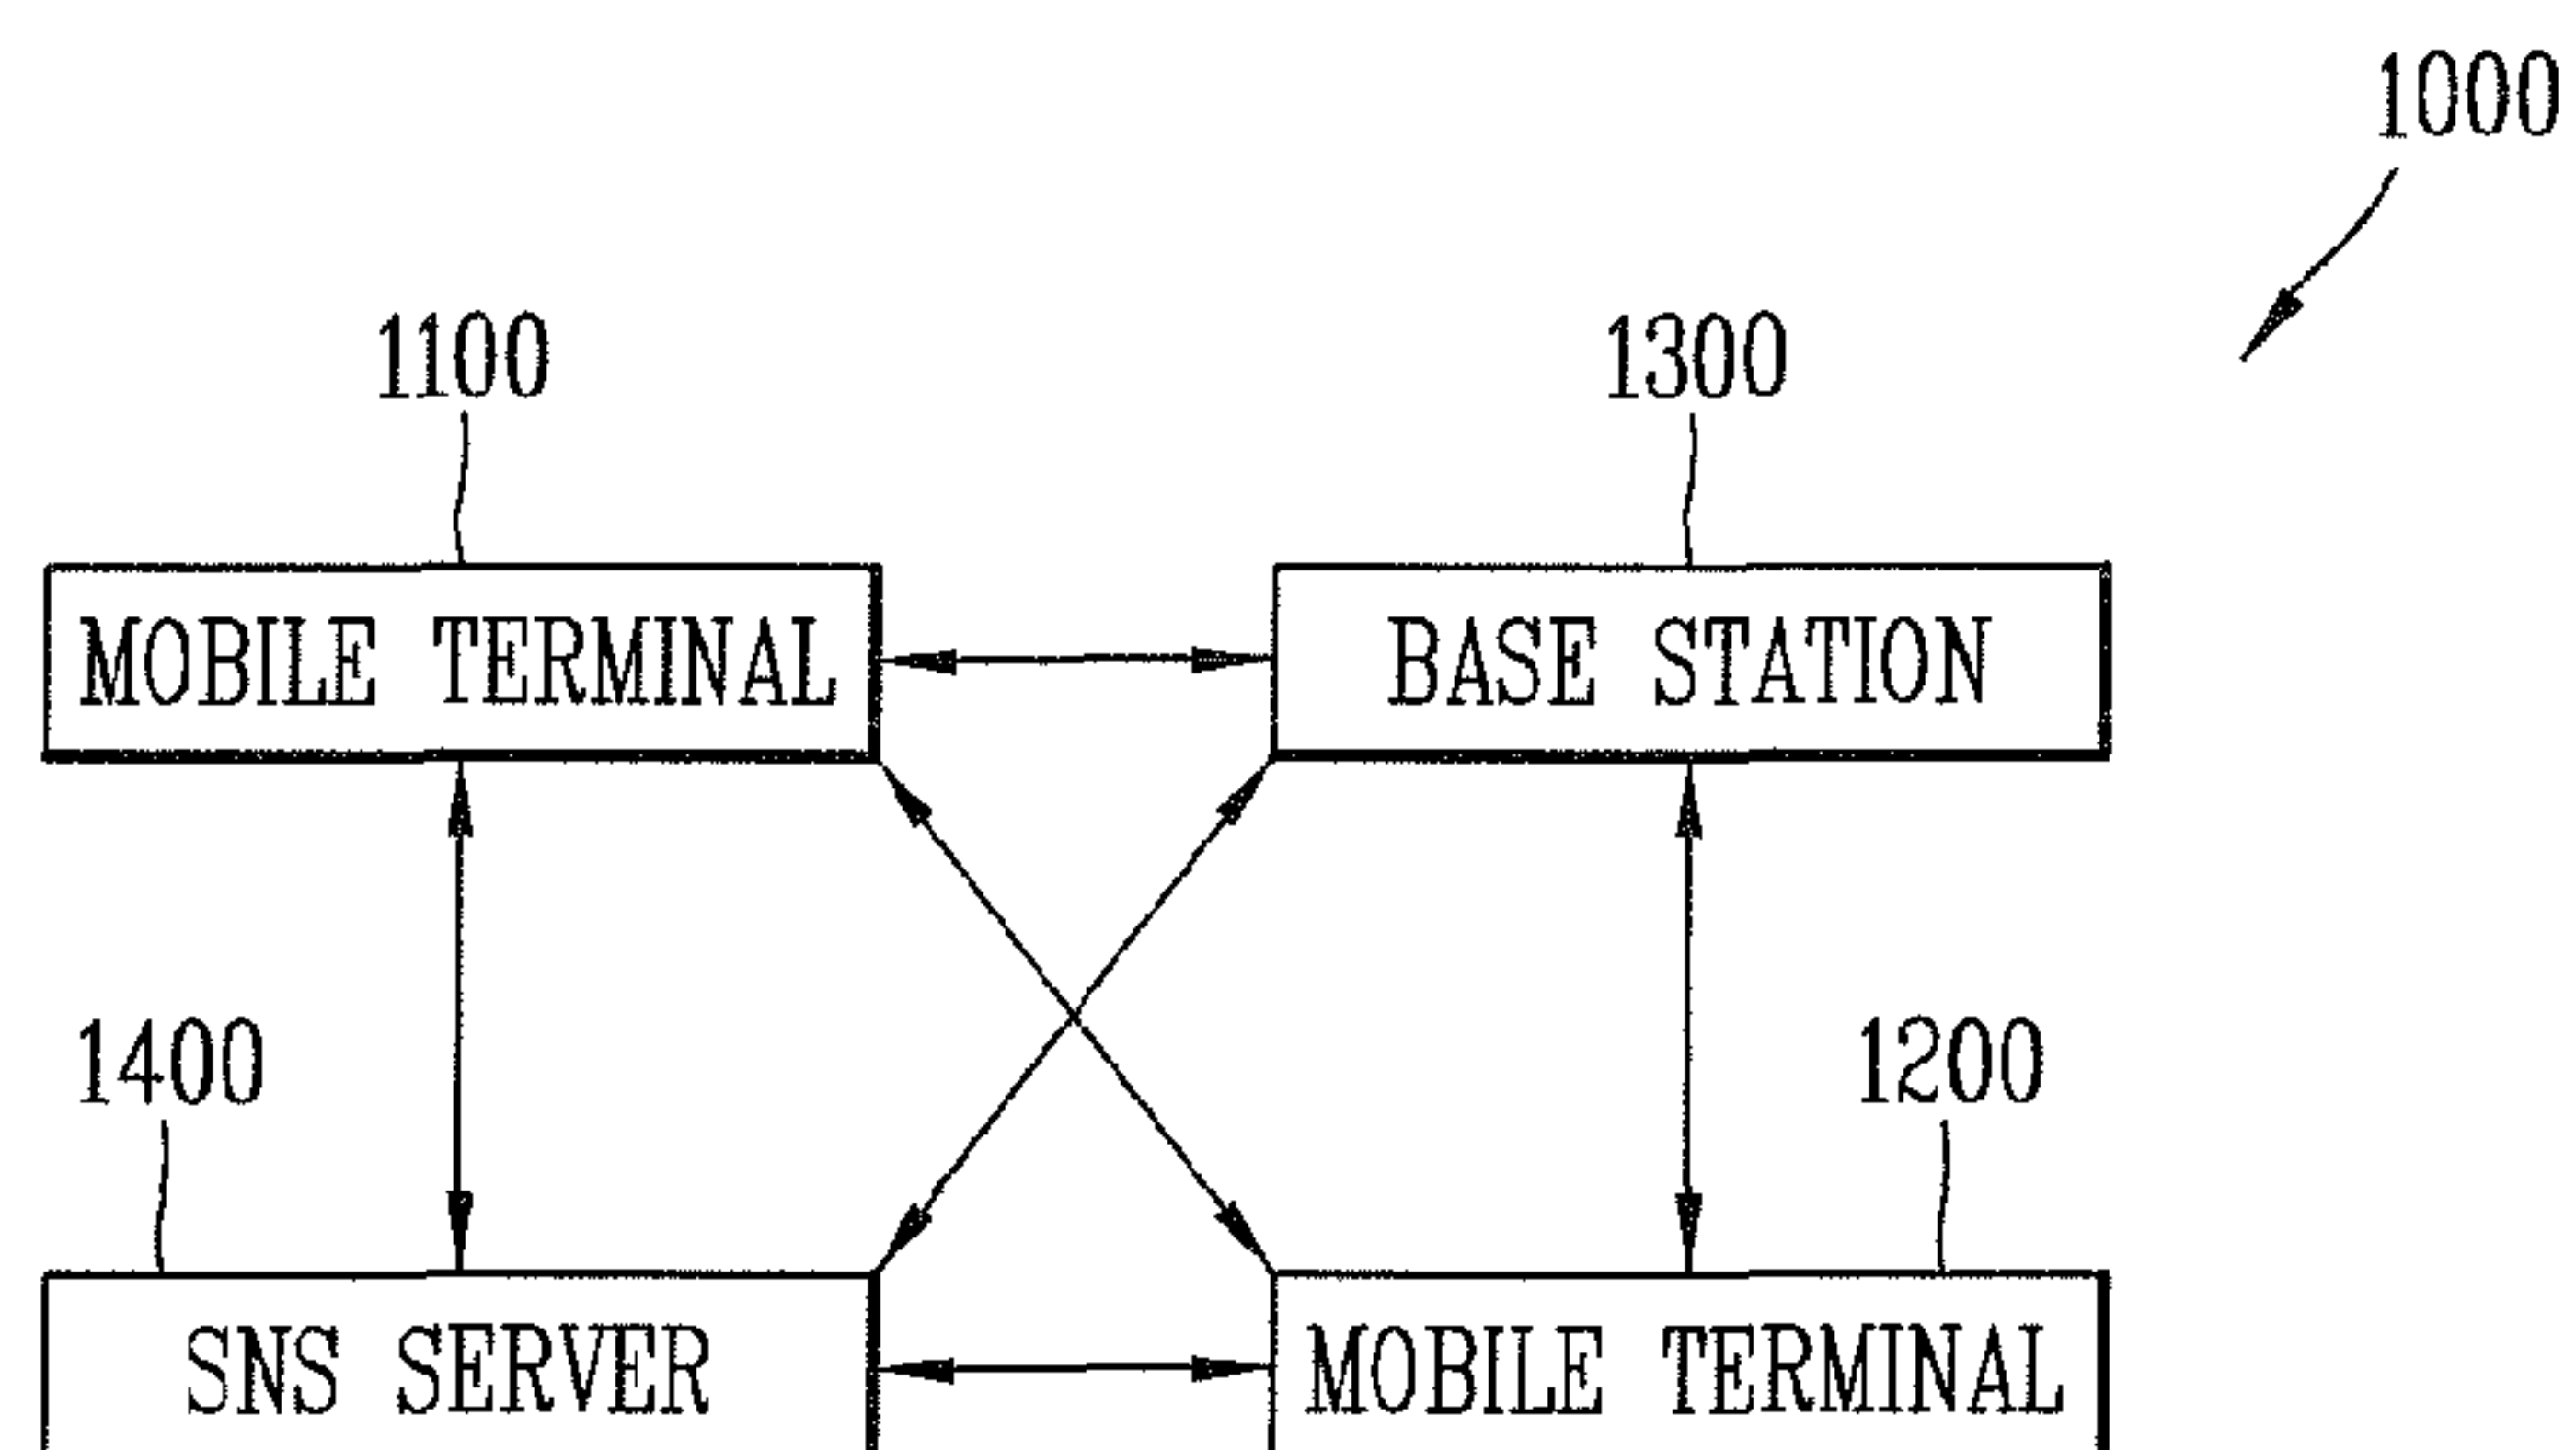 1000
1100
1300
MOBILE TERMINAL
BASE STATION
1400
1200
SNS SERVER
MOBILE TERMINAL